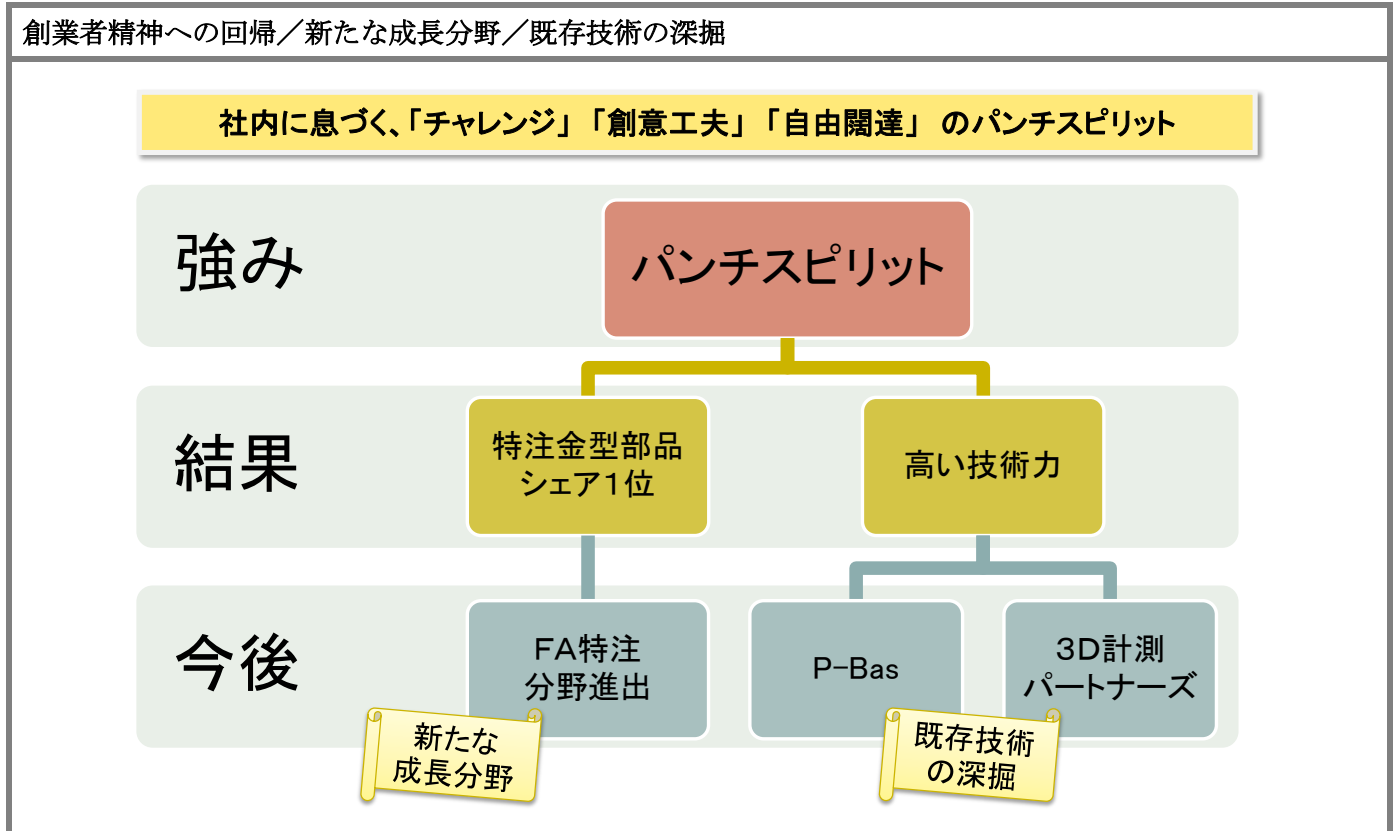 創業者精神への回帰／新たな成長分野／既存技術の深掘
社内に息づく、「チャレンジ」「創意工夫」「自由闊達」のパンチスピリット
強み
パンチスピリット
結果
特注金型部品
シェア１位
高い技術力
今後
ＦＡ特注
分野進出
P-Bas
３Ｄ計測
パートナーズ
新たな
成長分野
既存技術
の深掘